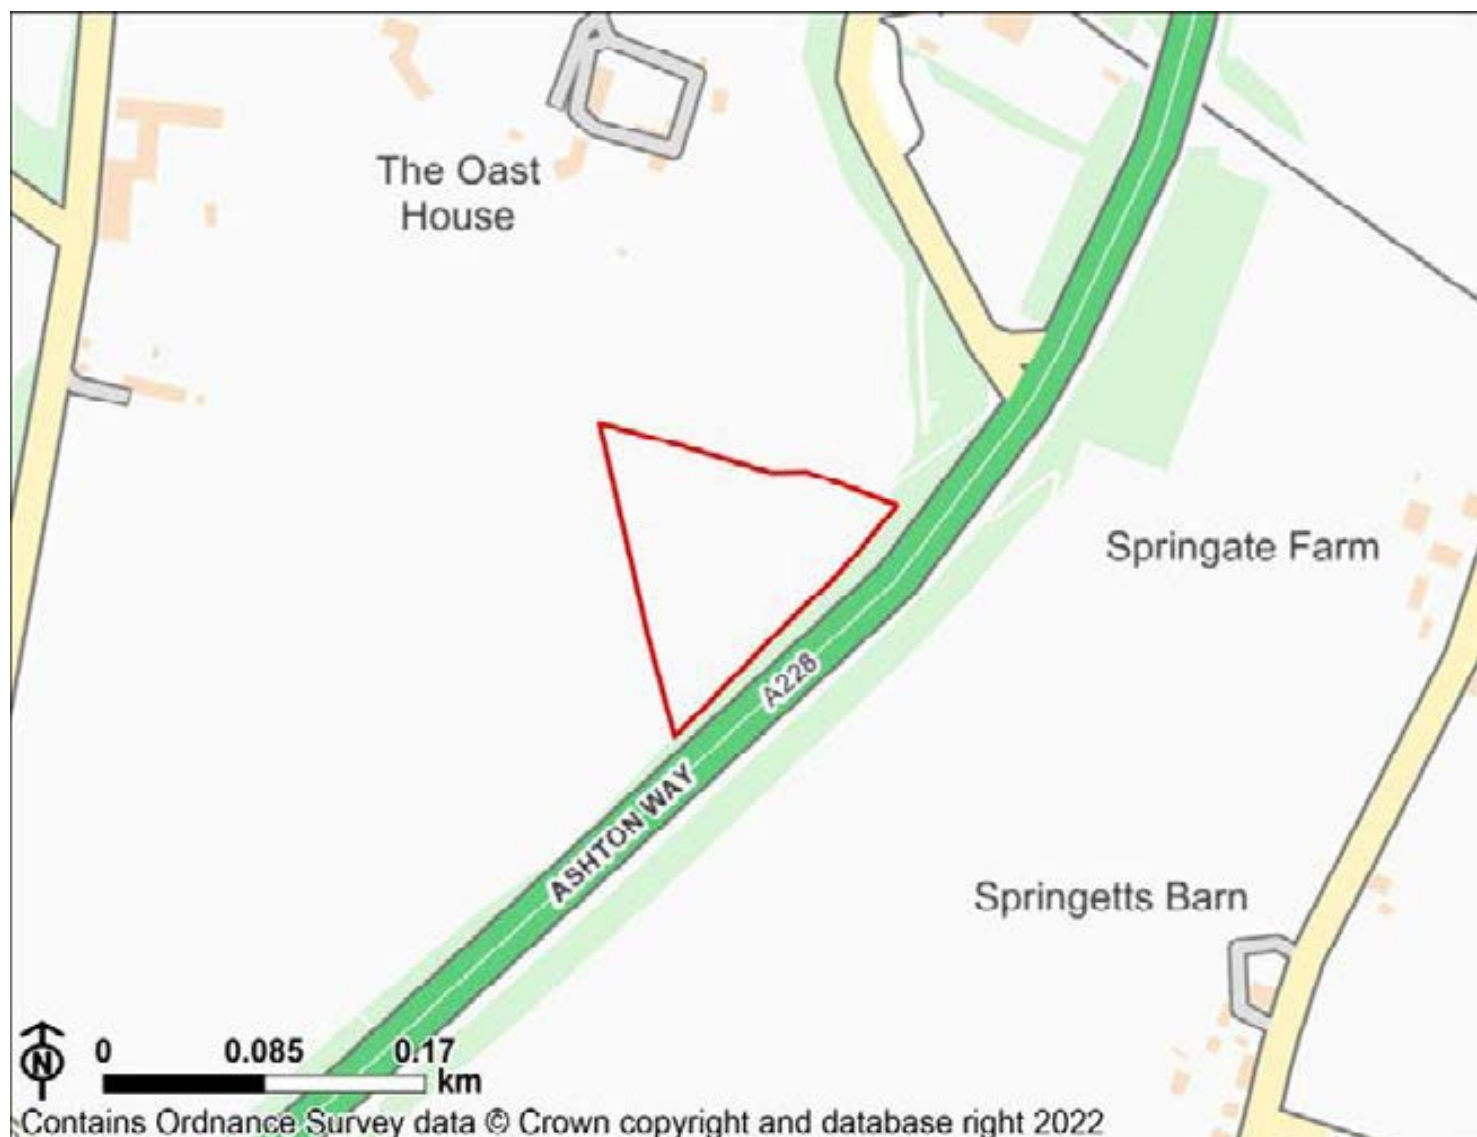 The Oast
House
Springate Farm
A228
ASHTON WAY
Springetts Barn
N
0 0.085 0.17
km
Contains Ordnance Survey data © Crown copyright and database right 2022